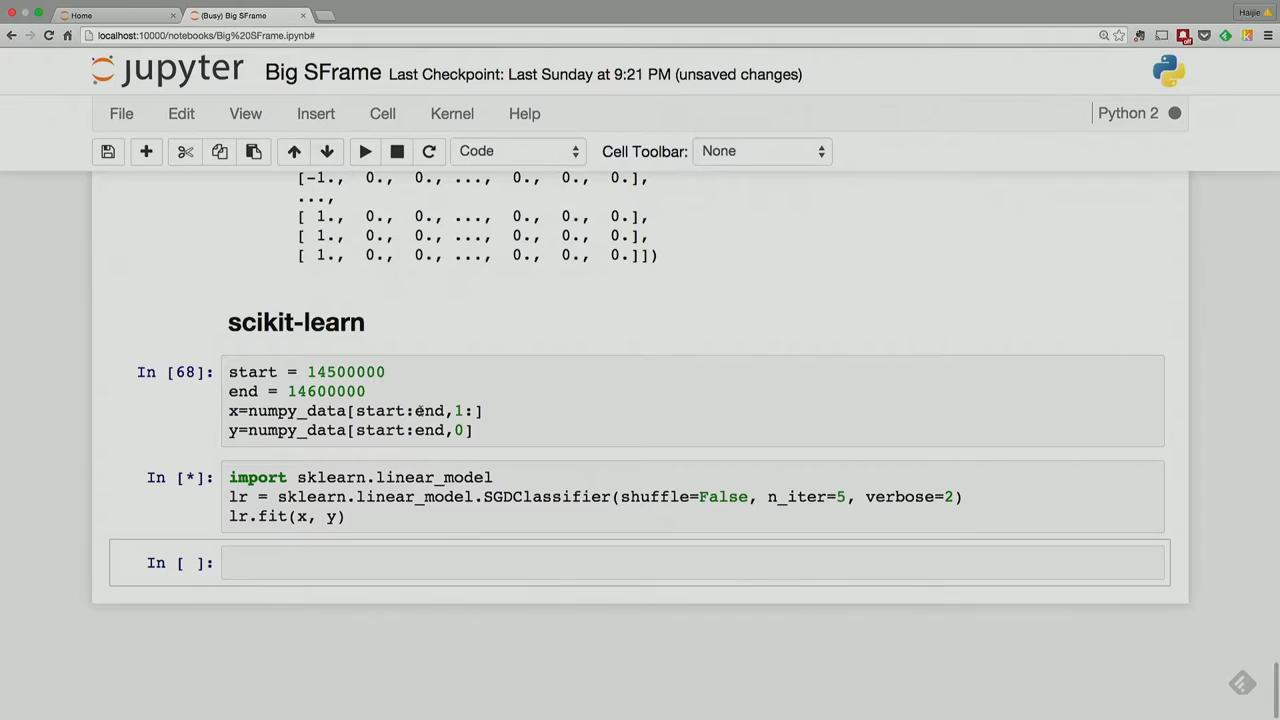 Home
(Busy) Big SFrame
Haijie
localhost:10000/notebooks/Big%20SFrame.ipynb#
jupyter Big SFrame Last Checkpoint: Last Sunday at 9:21 PM (unsaved changes)
File Edit View Insert Cell Kernel Help Python 2
Code Cell Toolbar: None
[-1., 0., 0., ..., 0., 0., 0.],
...,
[ 1., 0., 0., ..., 0., 0., 0.],
[ 1., 0., 0., ..., 0., 0., 0.],
[ 1., 0., 0., ..., 0., 0., 0.]])
scikit-learn
In [68]: start = 14500000
end = 14600000
x=numpy_data[start:end,1:]
y=numpy_data[start:end,0]
In [*]: import sklearn.linear_model
lr = sklearn.linear_model.SGDClassifier(shuffle=False, n_iter=5, verbose=2)
lr.fit(x, y)
In [ ]: